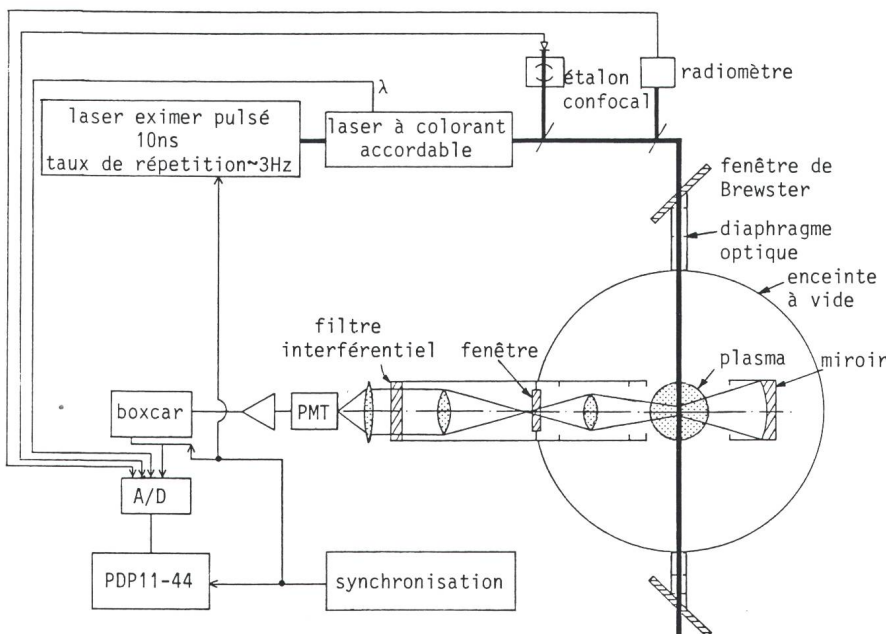 étalon
confocal
radiomètre
λ
laser eximer pulsé
10ns
taux de répetition~3Hz
laser à colorant
accordable
fenêtre de
Brewster
diaphragme
optique
enceinte
à vide
filtre
interférentiel
fenêtre
plasma
miroir
boxcar
PMT
A/D
PDP11-44
synchronisation